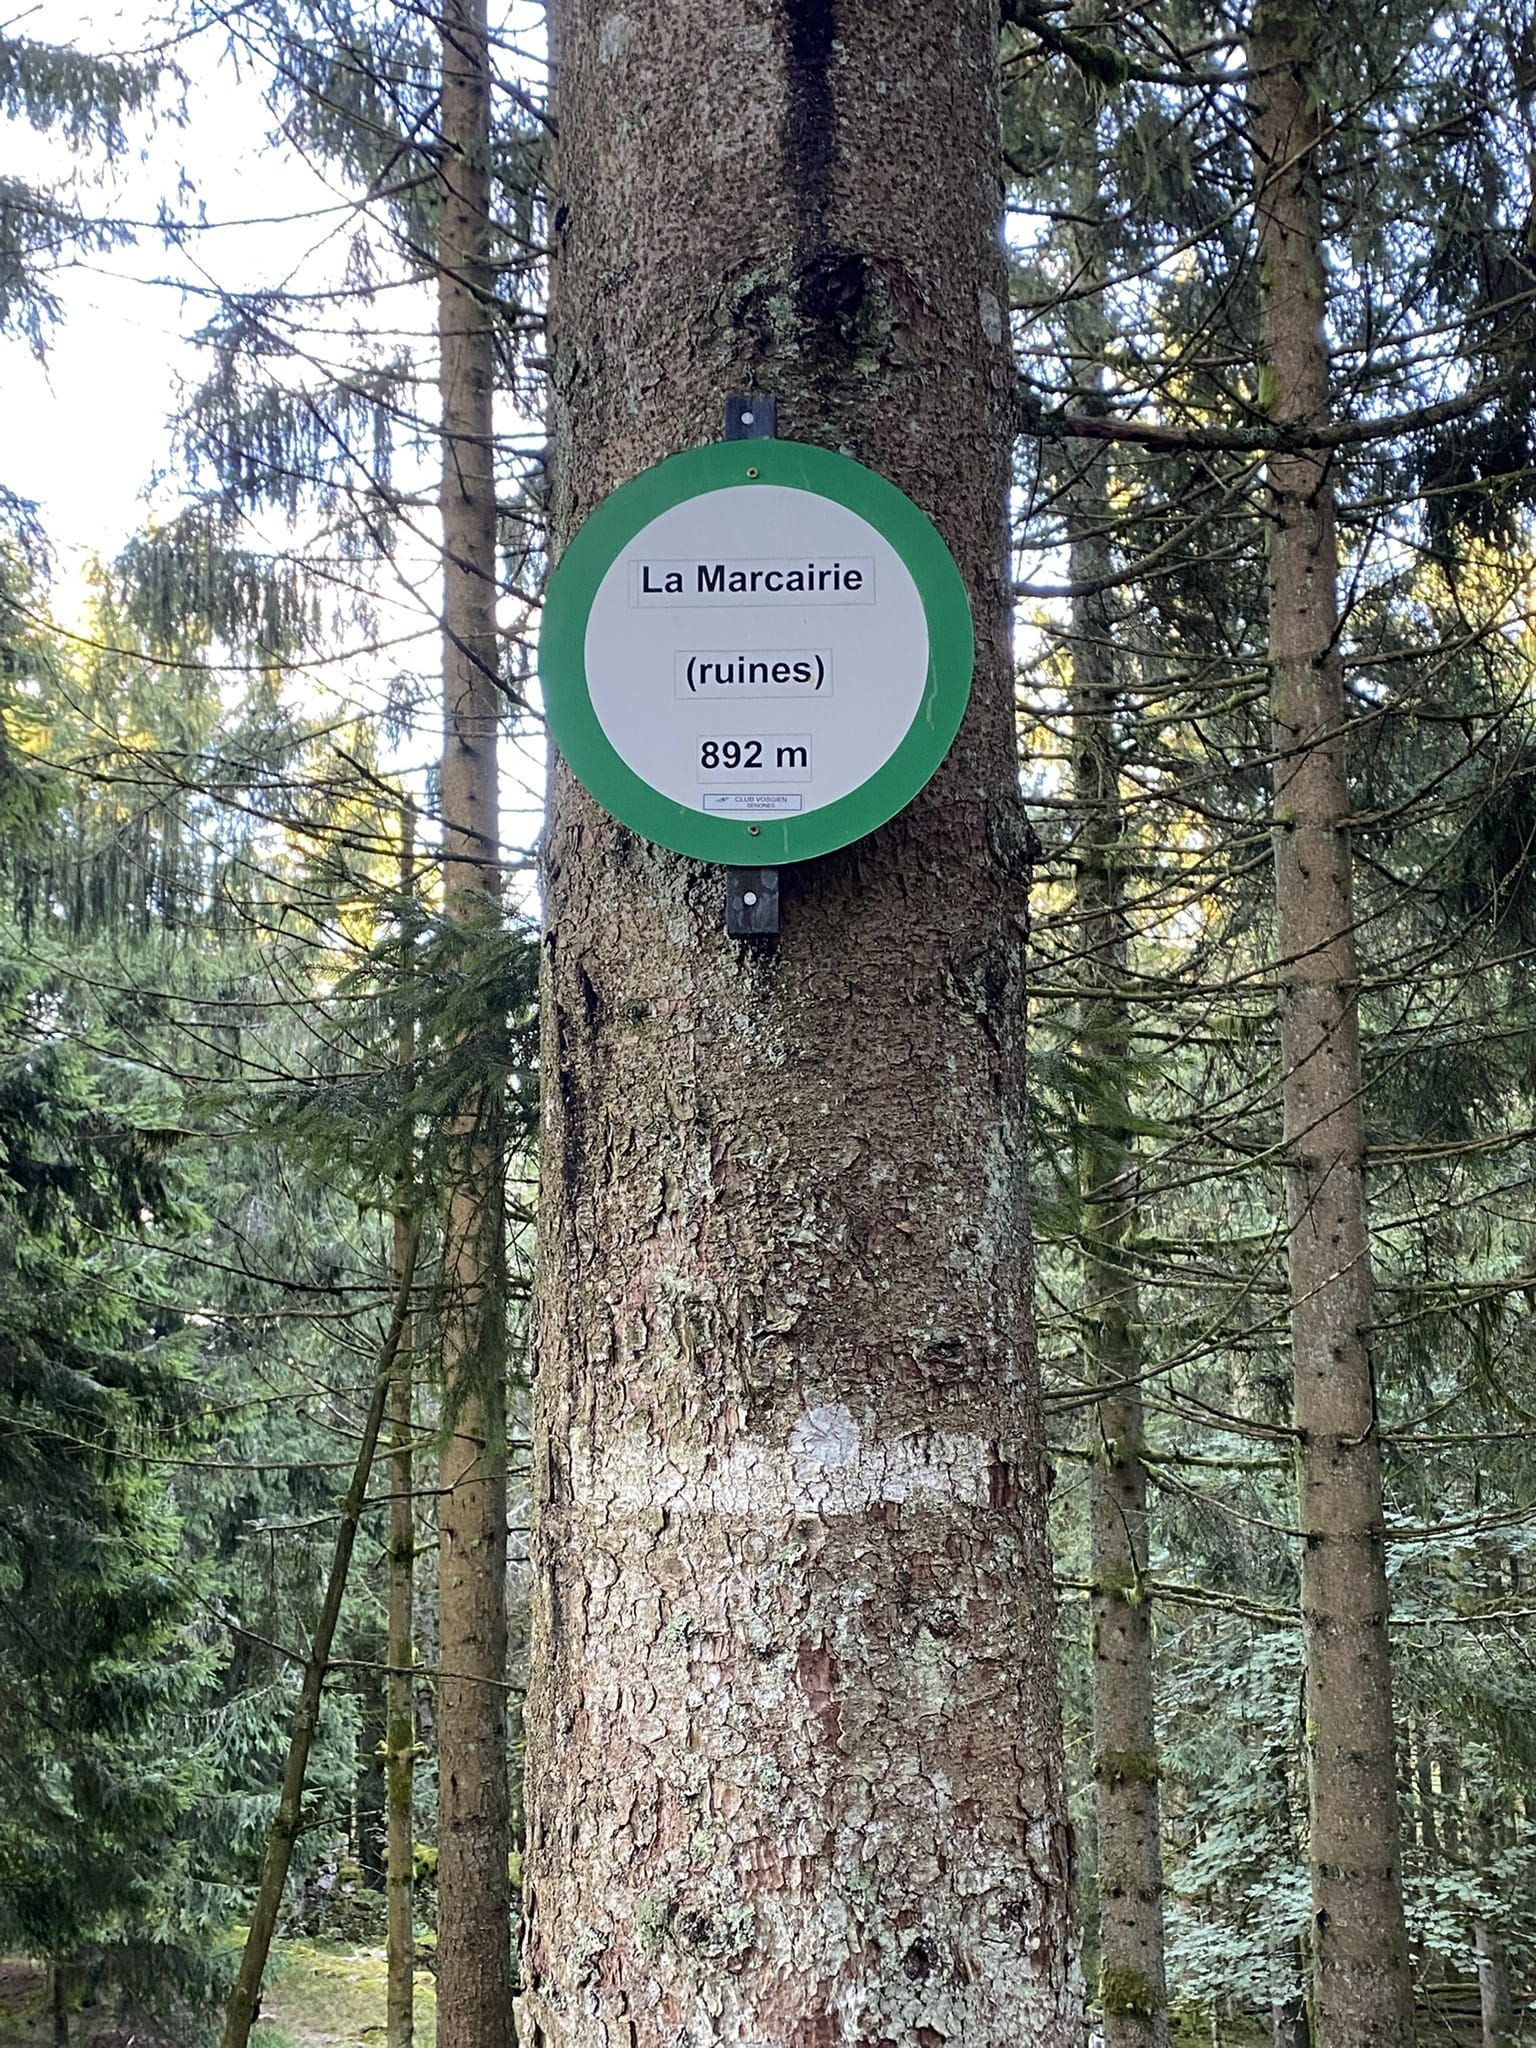 La Marcairie
(ruines)
892 m
CLUB VOSGIEN
SENONES